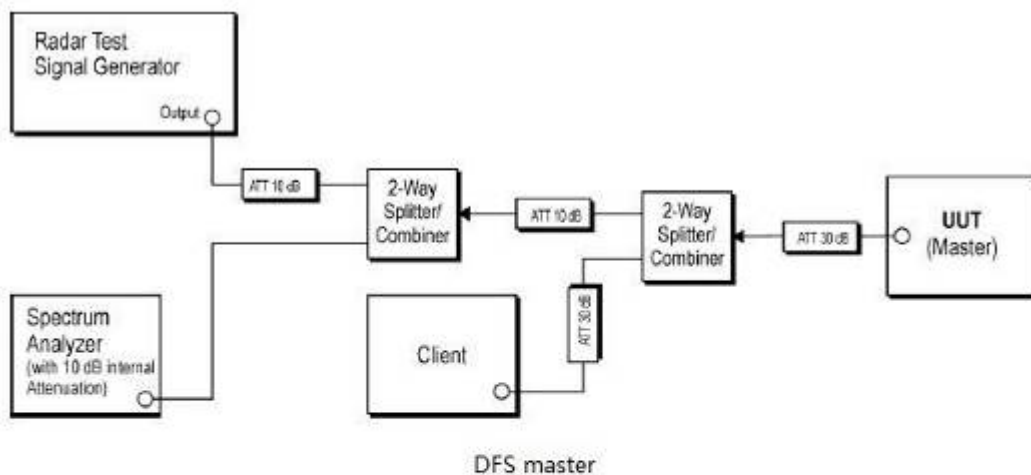 Radar Test
Signal Generator
Output
ATT 10 dB
2-Way
Splitter/
Combiner
ATT 10 dB
2-Way
Splitter/
Combiner
ATT 30 dB
UUT
(Master)
Spectrum
Analyzer
(with 10 dB internal
Attenuation)
Client
ATT 30 dB
DFS master